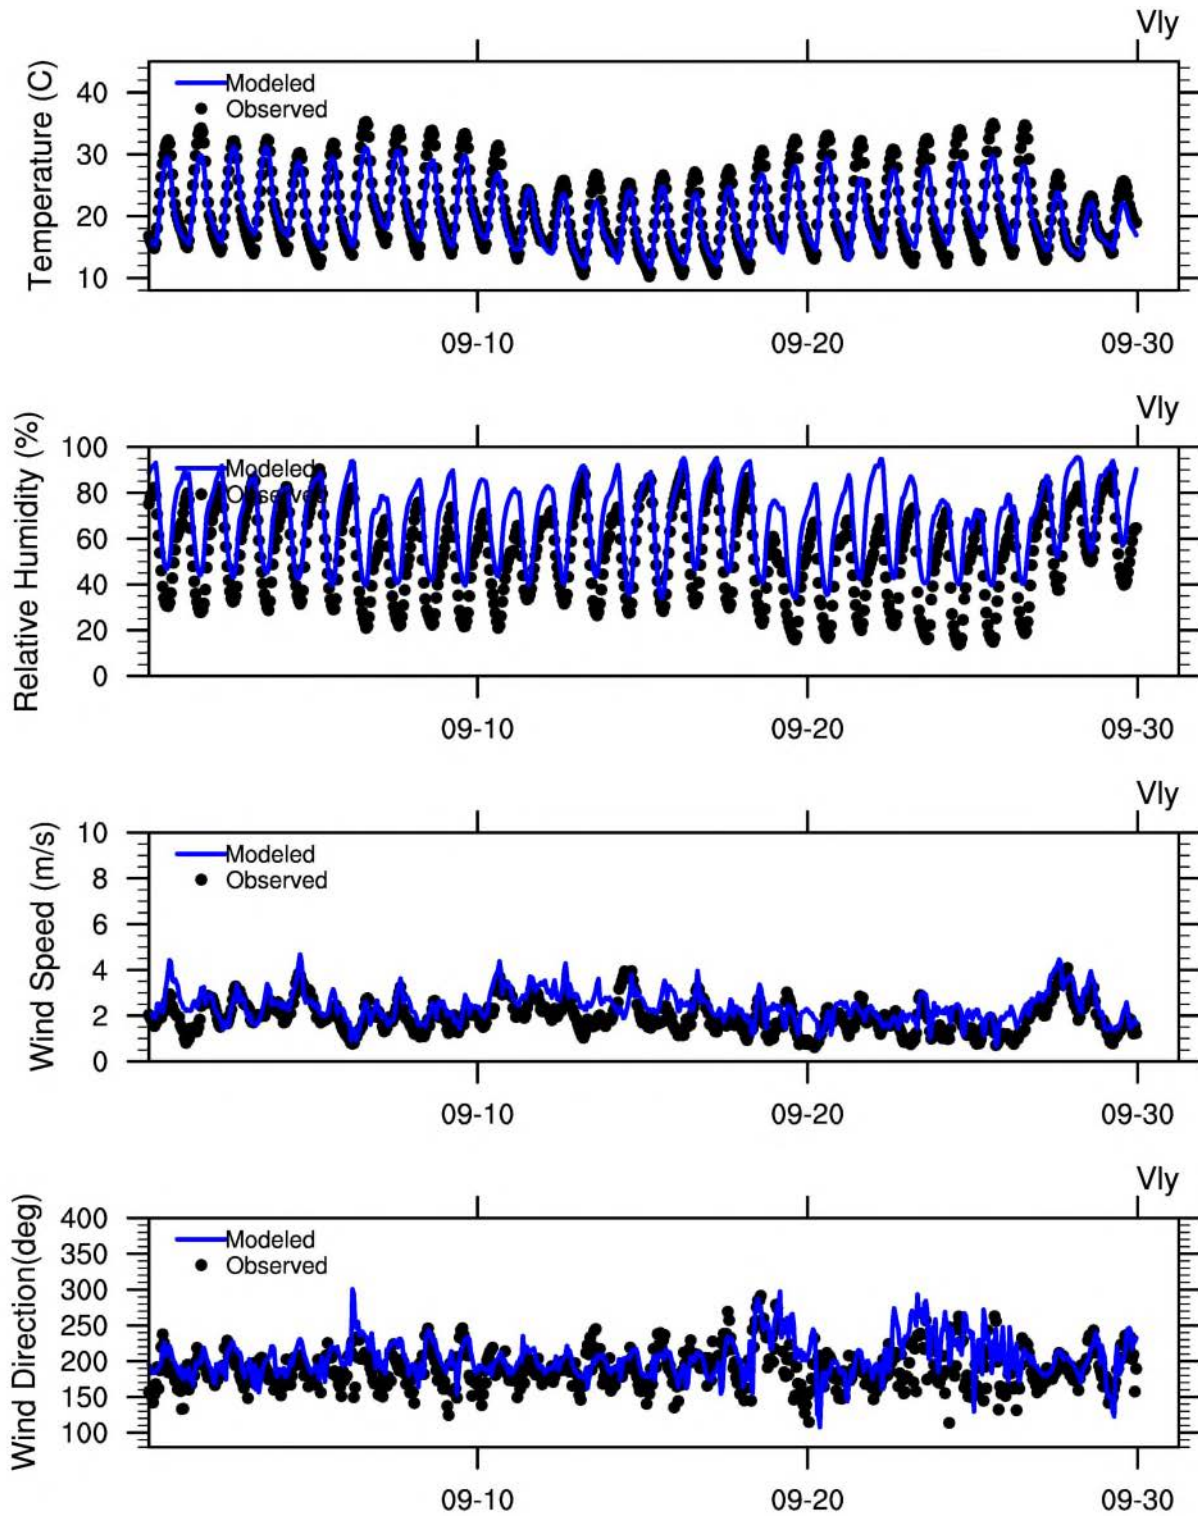 Vly
Temperature (C)
40
30
20
10
Modeled
Observed
09-10 09-20 09-30
Vly
Relative Humidity (%)
100
80
60
40
20
0
Modeled
Observed
09-10 09-20 09-30
Vly
Wind Speed (m/s)
10
8
6
4
2
0
Modeled
Observed
09-10 09-20 09-30
Vly
Wind Direction(deg)
400
350
300
250
200
150
100
Modeled
Observed
09-10 09-20 09-30